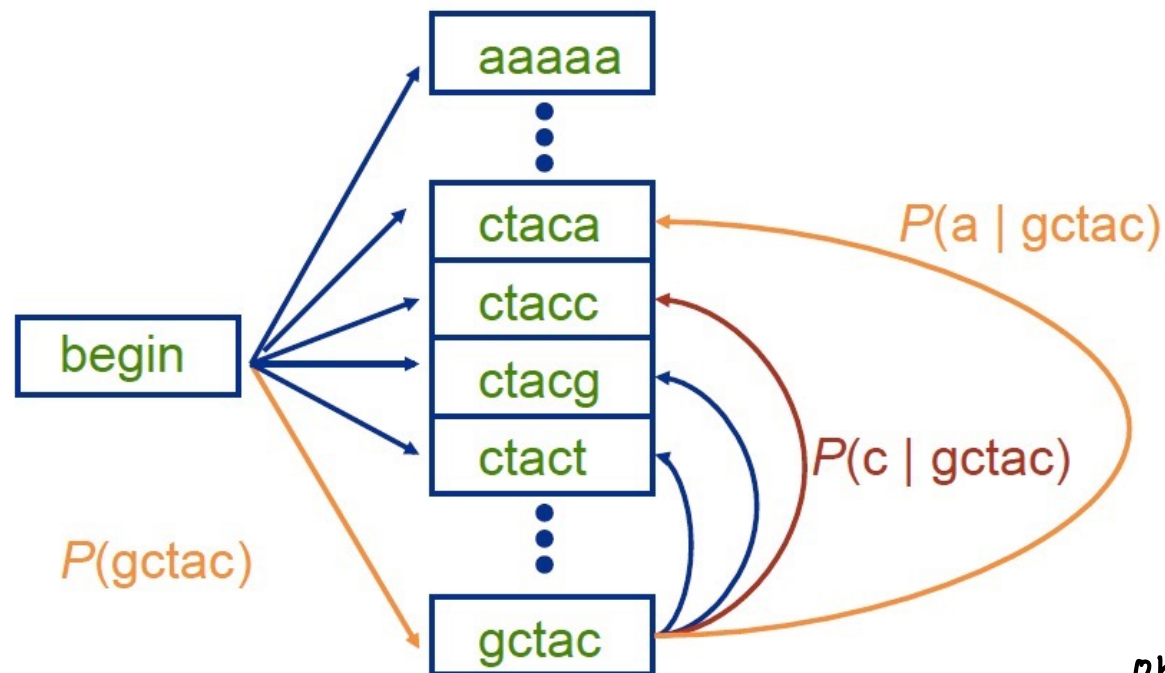 aaaaa
ctaca
P(a | gctac)
ctacc
begin
ctacg
ctact
P(c | gctac)
P(gctac)
gctac